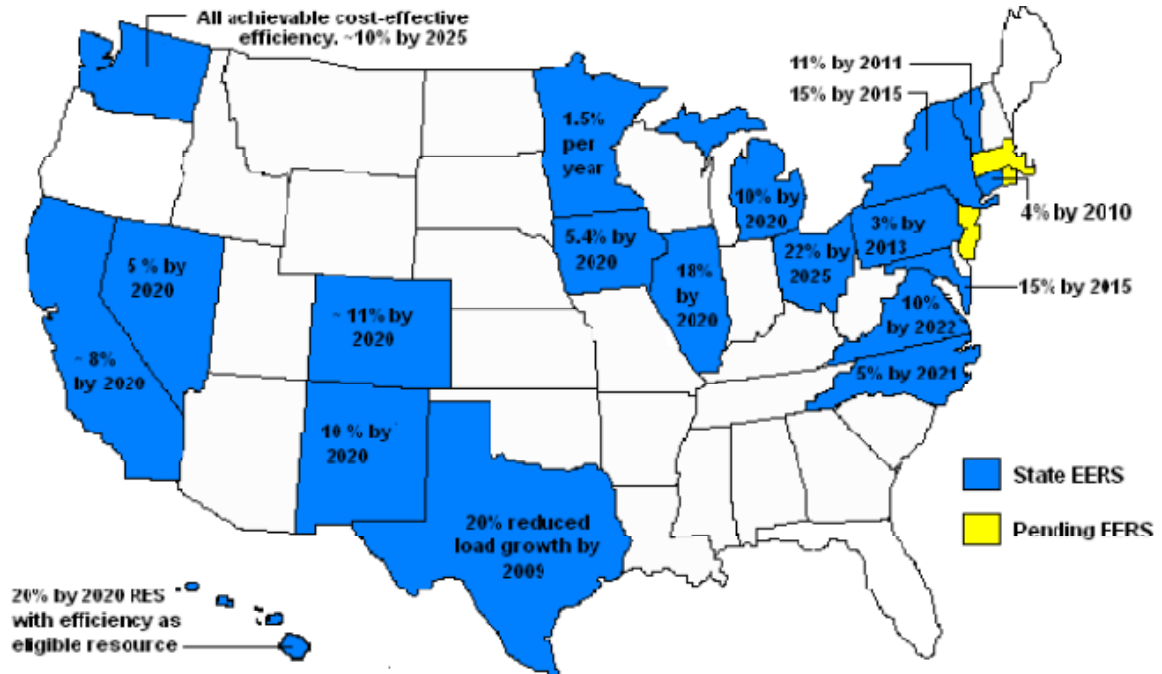 All achievable cost-effective
efficiency. ~10% by 2025
11% by 2011
15% by 2015
1.5%
per
year
10%
by
2020
4% by 2010
5.4% by
2020
3% by
2013
22% by
2025
18%
by
2020
15% by 2015
5 % by
2020
10%
by 2022
~ 11% by
2020
~ 8%
by 2020
5% by 2021
10 % by
2020
State EERS
20% reduced
load growth by
2009
Pending EERS
20% by 2020 RES
with efficiency as
eligible resource